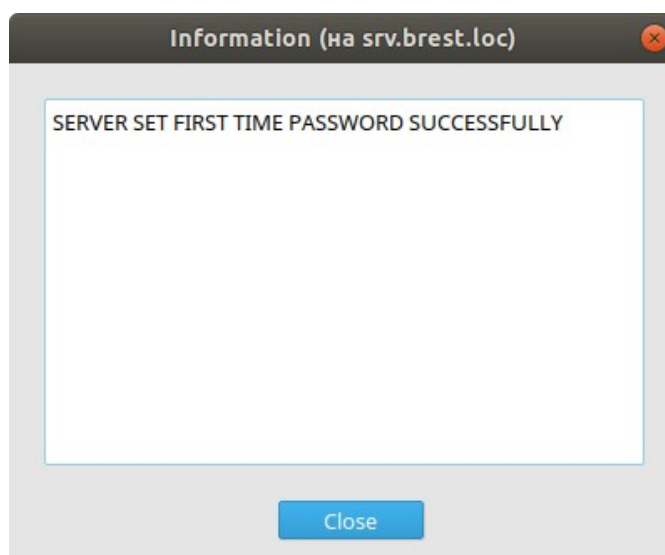 Information (на srv.brest.loc)
SERVER SET FIRST TIME PASSWORD SUCCESSFULLY
Close